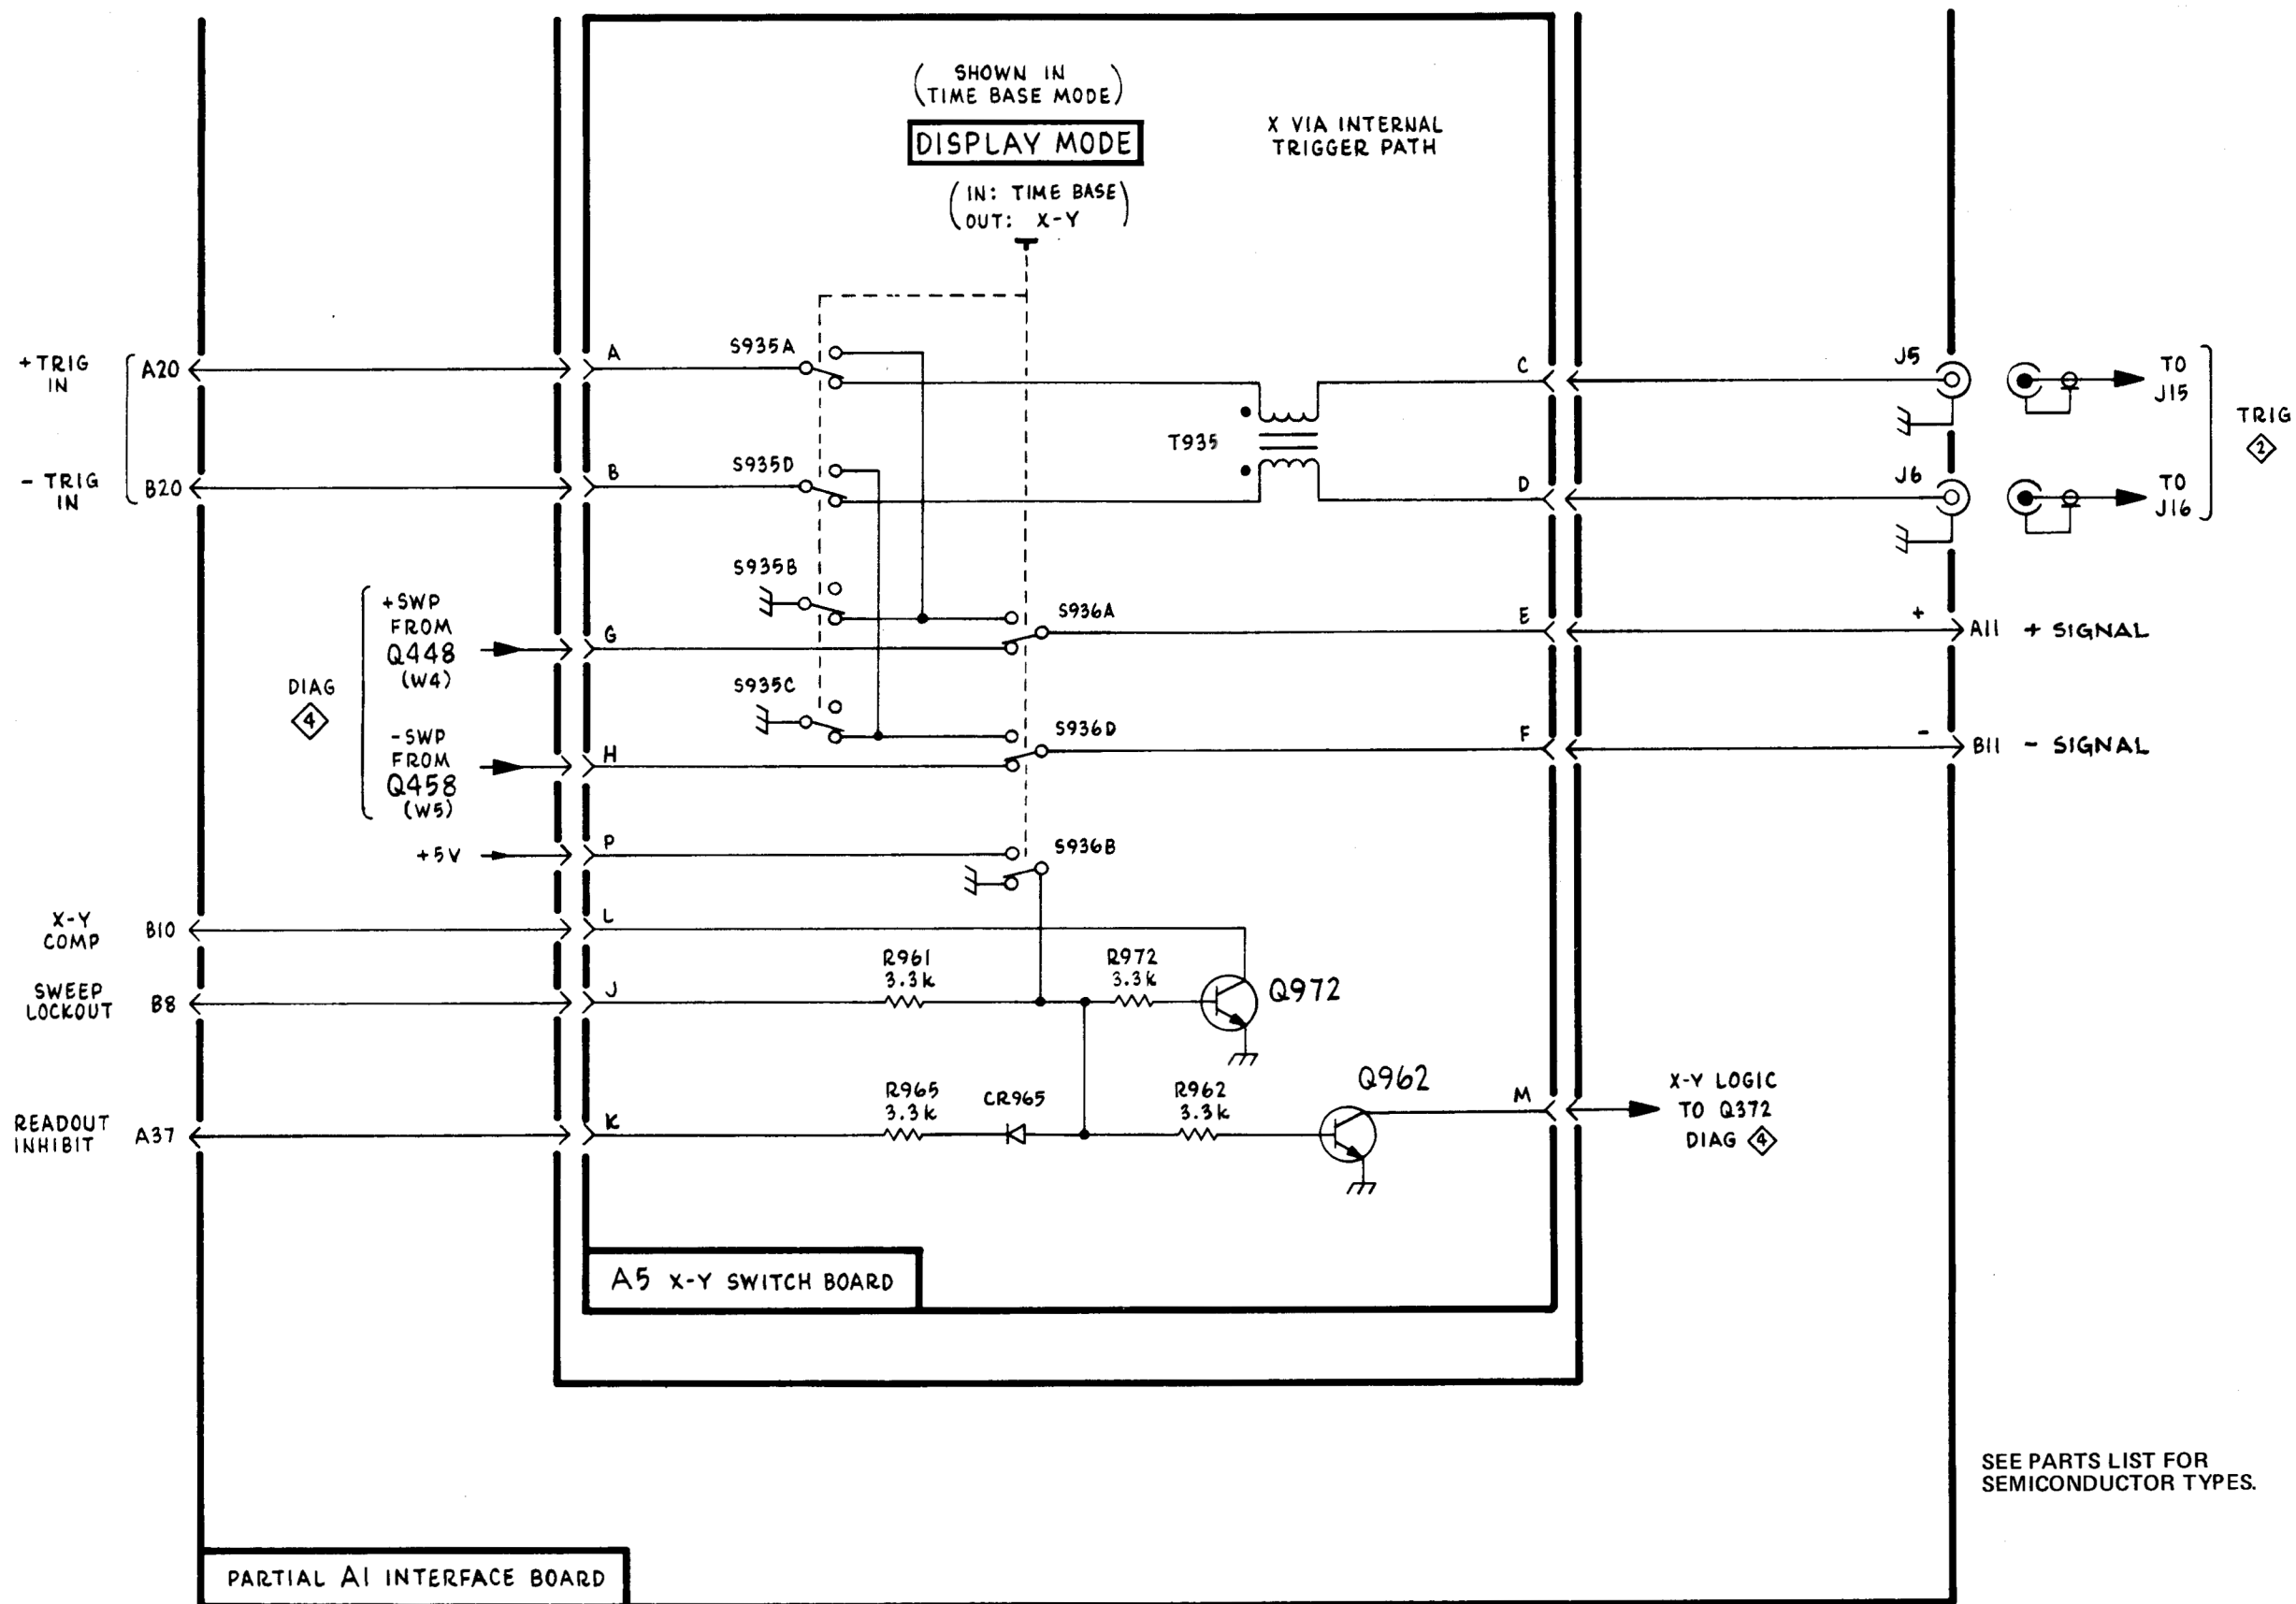 (SHOWN IN
TIME BASE MODE)
DISPLAY MODE
(IN: TIME BASE
OUT: X-Y)
X VIA INTERNAL
TRIGGER PATH
+TRIG
IN
A20
A
S935A
C
J5
TO
J15
T935
TRIG
2
- TRIG
IN
B20
B
S935D
D
J6
TO
J16
S935B
+SWP
FROM
Q448
(W4)
G
S936A
E
+
A11
+ SIGNAL
DIAG
4
S935C
-SWP
FROM
Q458
(W5)
H
S936D
F
-
B11
- SIGNAL
+5V
P
S936B
X-Y
COMP
B10
L
SWEEP
LOCKOUT
B8
J
R961
3.3K
R972
3.3K
Q972
READOUT
INHIBIT
A37
K
R965
3.3K
CR965
R962
3.3K
Q962
M
X-Y LOGIC
TO Q372
DIAG 4
A5 X-Y SWITCH BOARD
SEE PARTS LIST FOR
SEMICONDUCTOR TYPES.
PARTIAL A1 INTERFACE BOARD